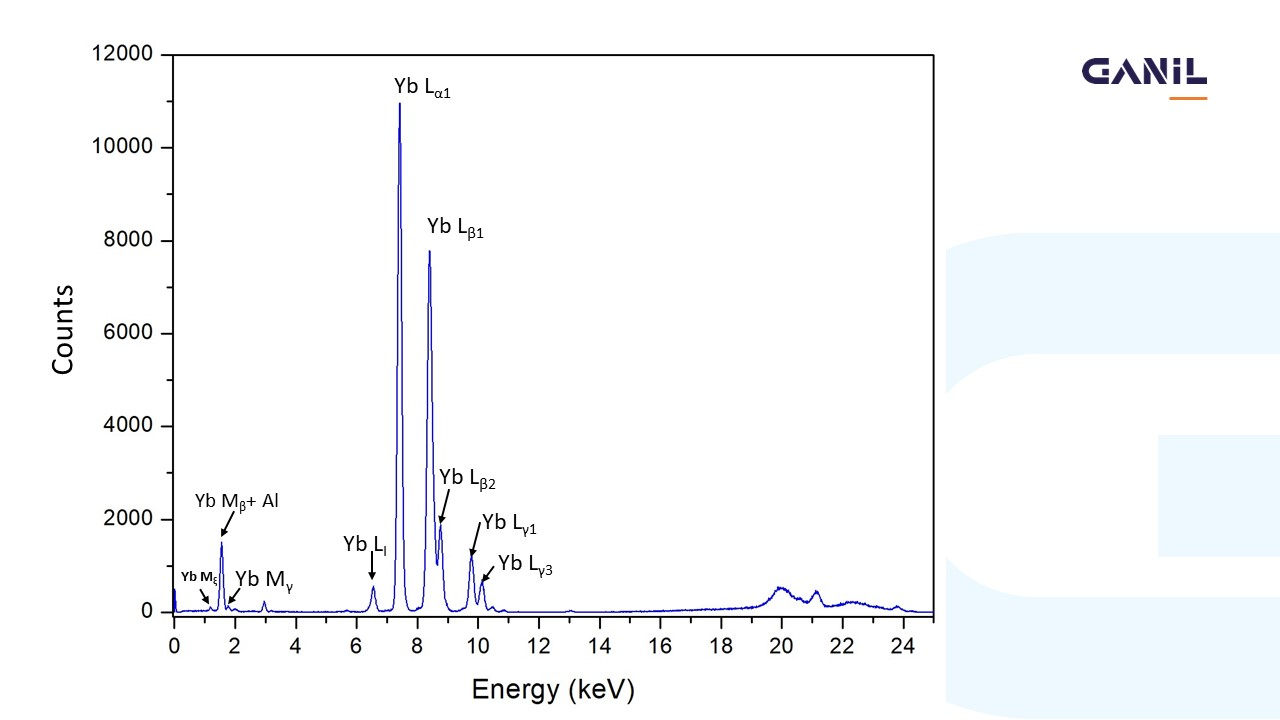 GANiL
12000
10000
8000
6000
4000
2000
0
Counts
Yb Lα1
Yb Lβ1
Yb Lβ2
Yb Mβ+ Al
Yb Lγ1
Yb Ll
Yb Lγ3
Yb Mξ
Yb Mγ
0 2 4 6 8 10 12 14 16 18 20 22 24
Energy (keV)